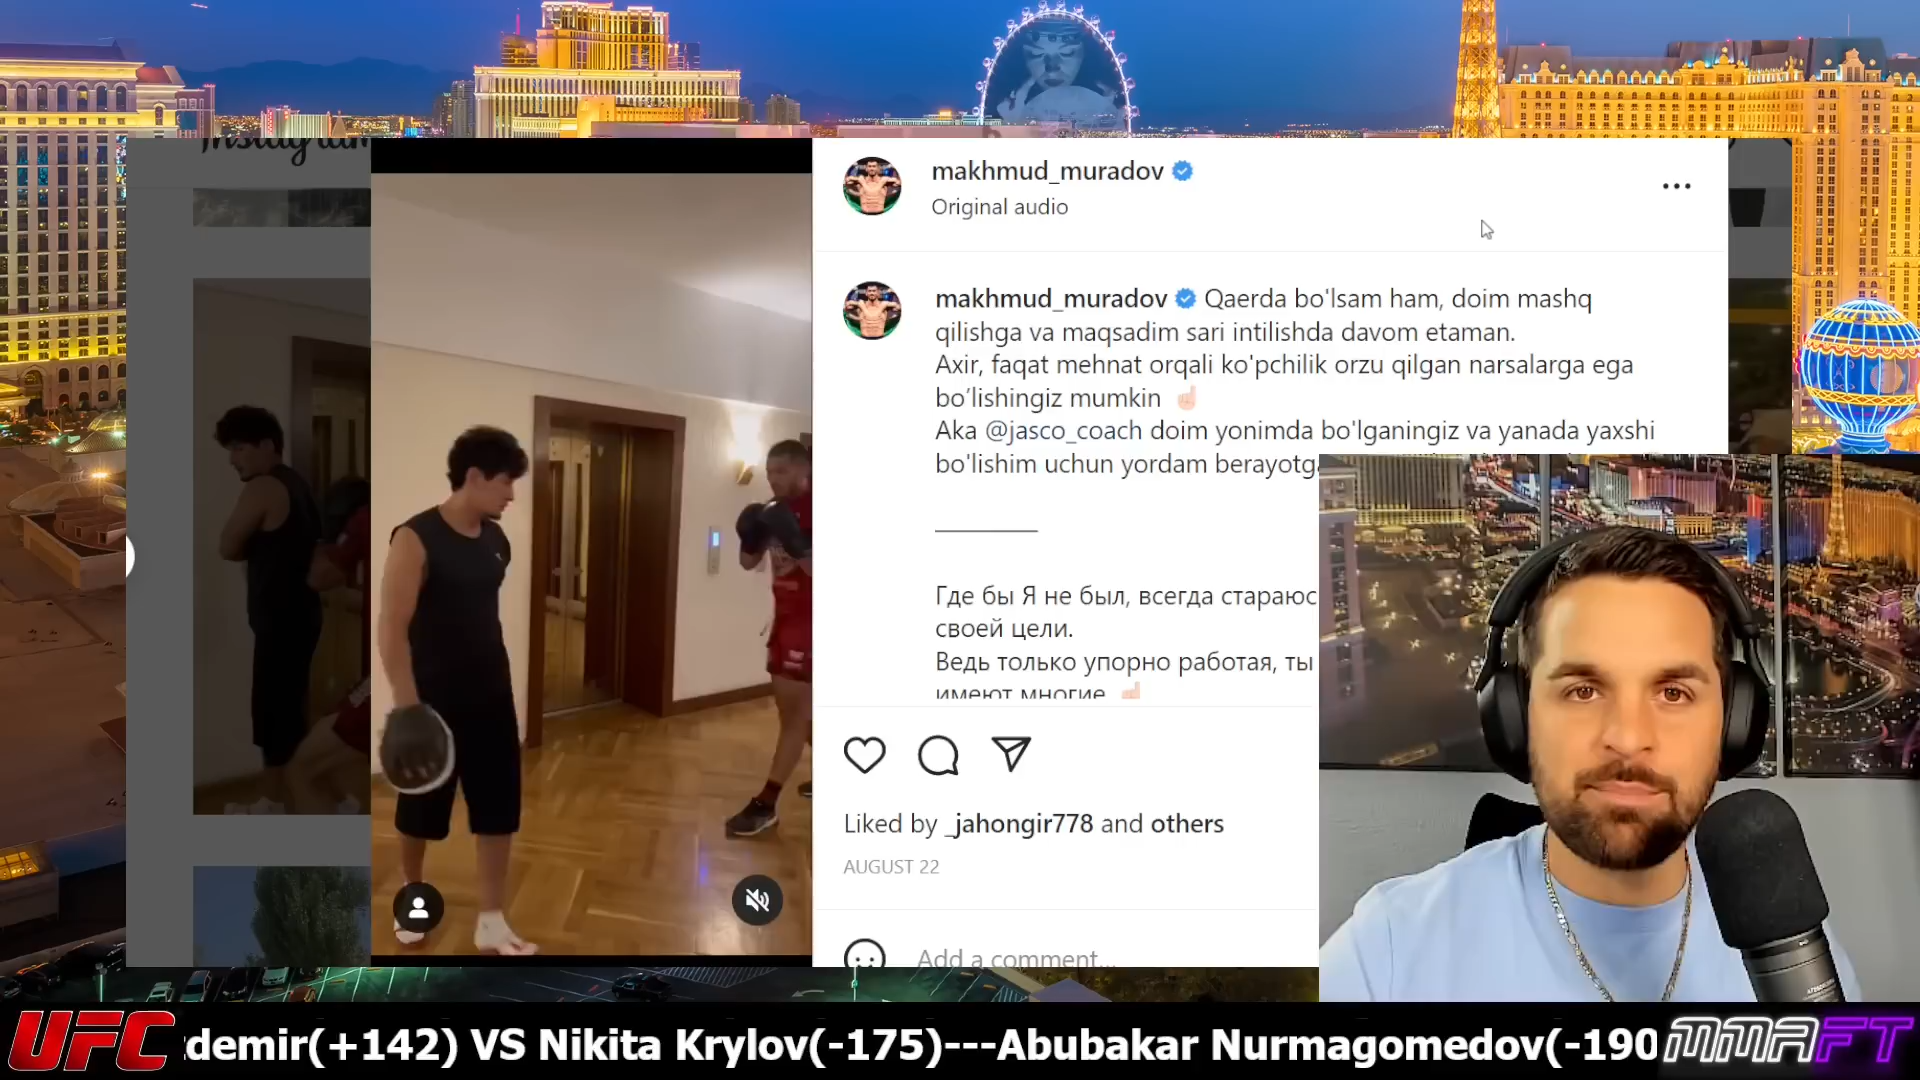 Instagram
makhmud_muradov
Original audio
makhmud_muradov Qaerda bo'lsam ham, doim mashq
qilishga va maqsadim sari intilishda davom etaman.
Axir, faqat mehnat orqali ko'pchilik orzu qilgan narsalarga ega
bo‘lishingiz mumkin ☝🏻
Aka @jasco_coach doim yonimda bo'lganingiz va yanada yaxshi
bo'lishim uchun yordam berayotga
Где бы Я не был, всегда стараюс
своей цели.
Ведь только упорно работая, ты
имеют многие ☝🏻
Liked by _jahongir778 and others
AUGUST 22
Add a comment...
UFC
demir(+142) VS Nikita Krylov(-175)---Abubakar Nurmagomedov(-190
MMAFT